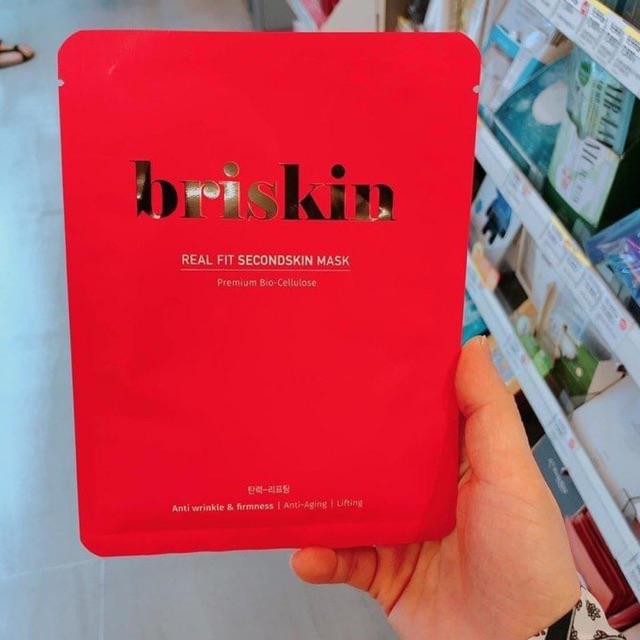 briskin
REAL FIT SECONDSKIN MASK
Premium Bio-Cellulose
탄력-리프팅
Anti wrinkle & firmness | Anti-Aging | Lifting